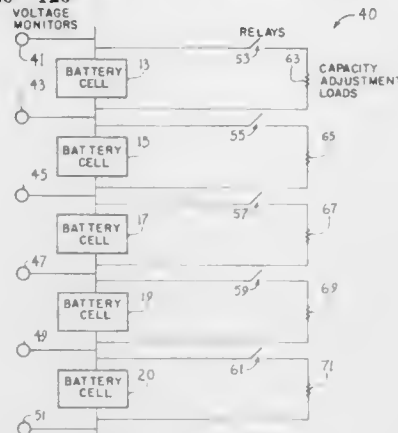 40
VOLTAGE
MONITORS
RELAYS
41
53
63
CAPACITY
ADJUSTMENT
LOADS
43
BATTERY
CELL
13
55
65
BATTERY
CELL
15
45
57
67
BATTERY
CELL
17
47
59
69
BATTERY
CELL
19
49
61
71
BATTERY
CELL
20
51